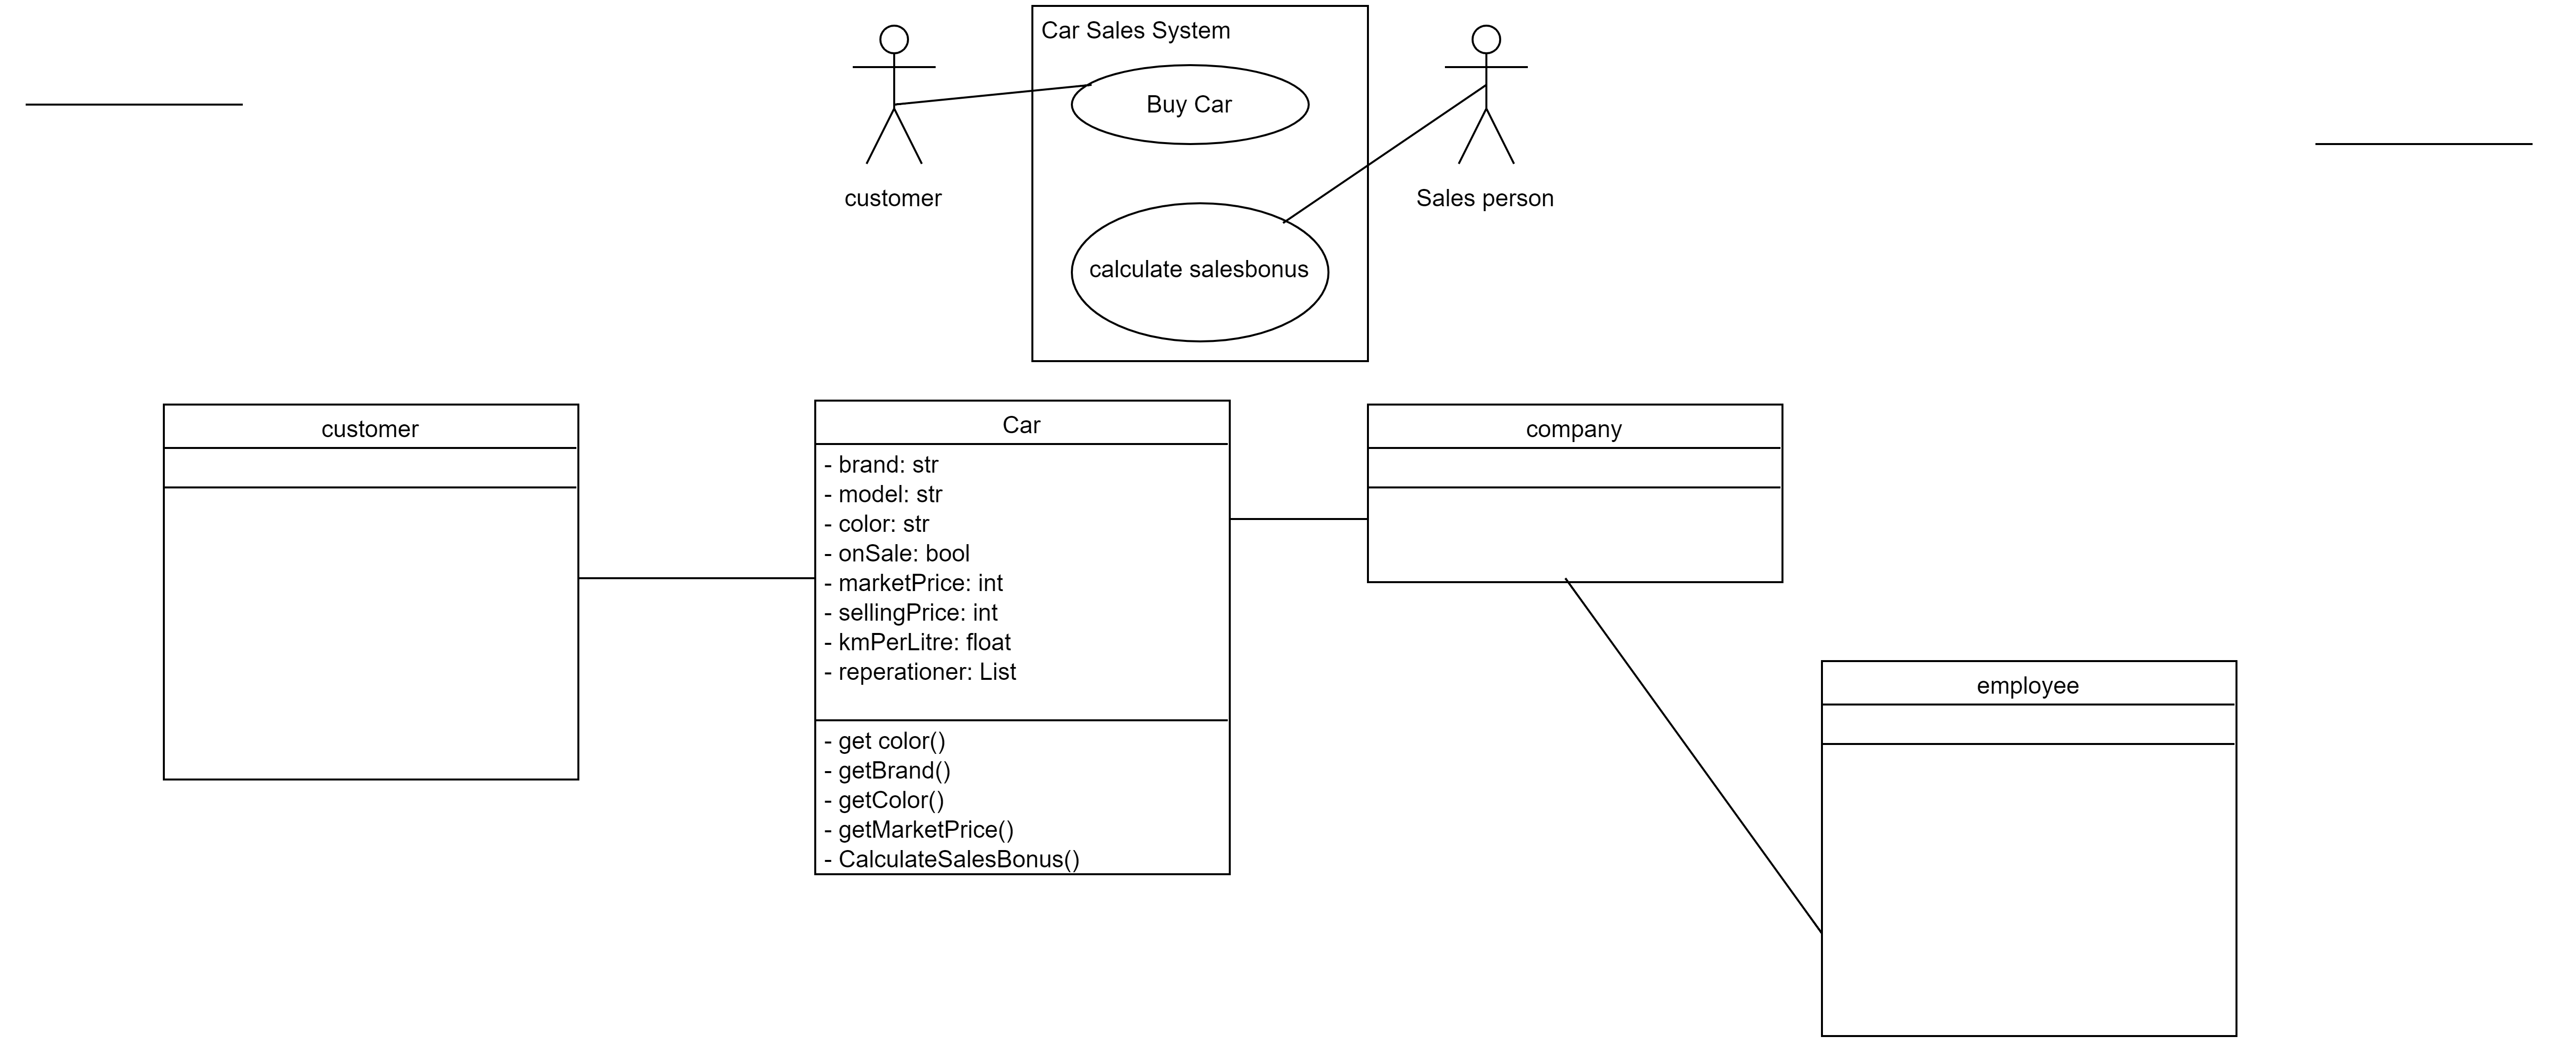 Car Sales System
Buy Car
customer
Sales person
calculate salesbonus
customer
Car
- brand: str
- model: str
- color: str
- onSale: bool
- marketPrice: int
- sellingPrice: int
- kmPerLitre: float
- reperationer: List
- get color()
- getBrand()
- getColor()
- getMarketPrice()
- CalculateSalesBonus()
company
employee